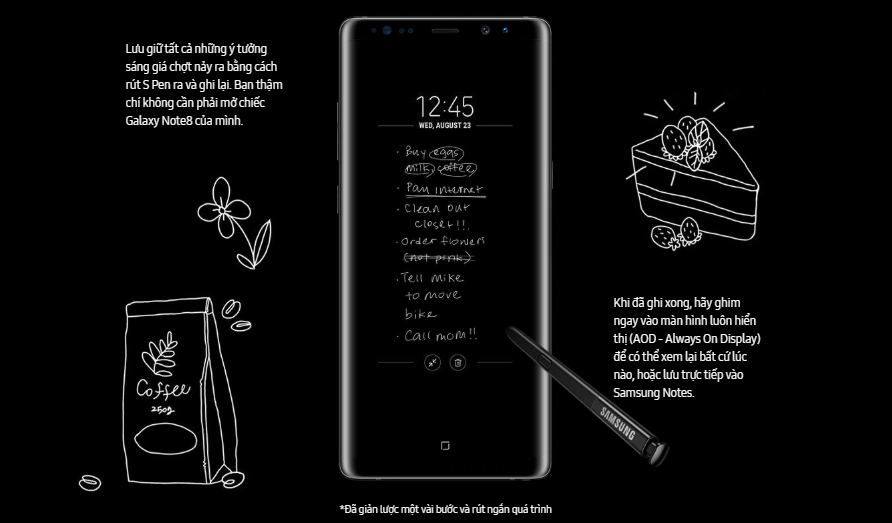 Lưu giữ tất cả những ý tưởng
sáng giá chợt nảy ra bằng cách
rút S Pen ra và ghi lại. Bạn thậm
chí không cần phải mở chiếc
Galaxy Note8 của mình.
12:45
WED, AUGUST 23
· Buy eggs
milk, coffee,
· Pay internet
· Clean out
closet!!!
· Order flowers
(not pink)
· Tell Mike
to move
bike
· Call mom!!
Coffee
250g
Khi đã ghi xong, hãy ghim
ngay vào màn hình luôn hiển
thị (AOD - Always On Display)
để có thể xem lại bất cứ lúc
nào, hoặc lưu trực tiếp vào
Samsung Notes.
SAMSUNG
*Đã giản lược một vài bước và rút ngắn quá trình